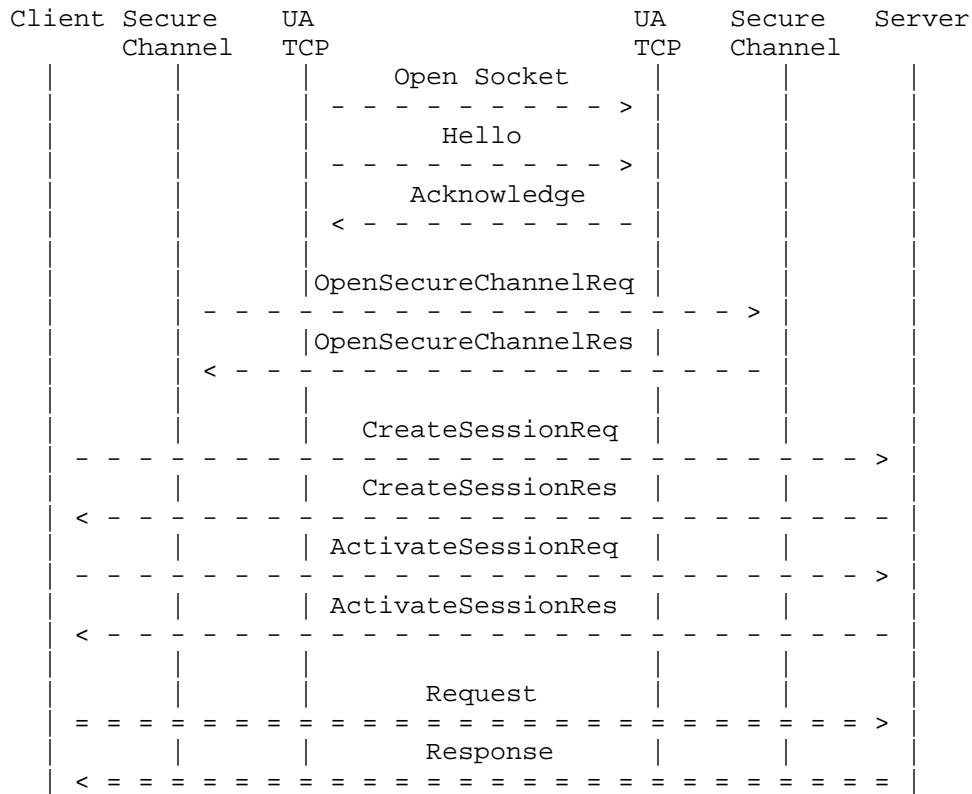 Client Secure UA UA Secure Server
Channel TCP TCP Channel
Open Socket
Hello
Acknowledge
OpenSecureChannelReq
OpenSecureChannelRes
CreateSessionReq
CreateSessionRes
ActivateSessionReq
ActivateSessionRes
Request
Response